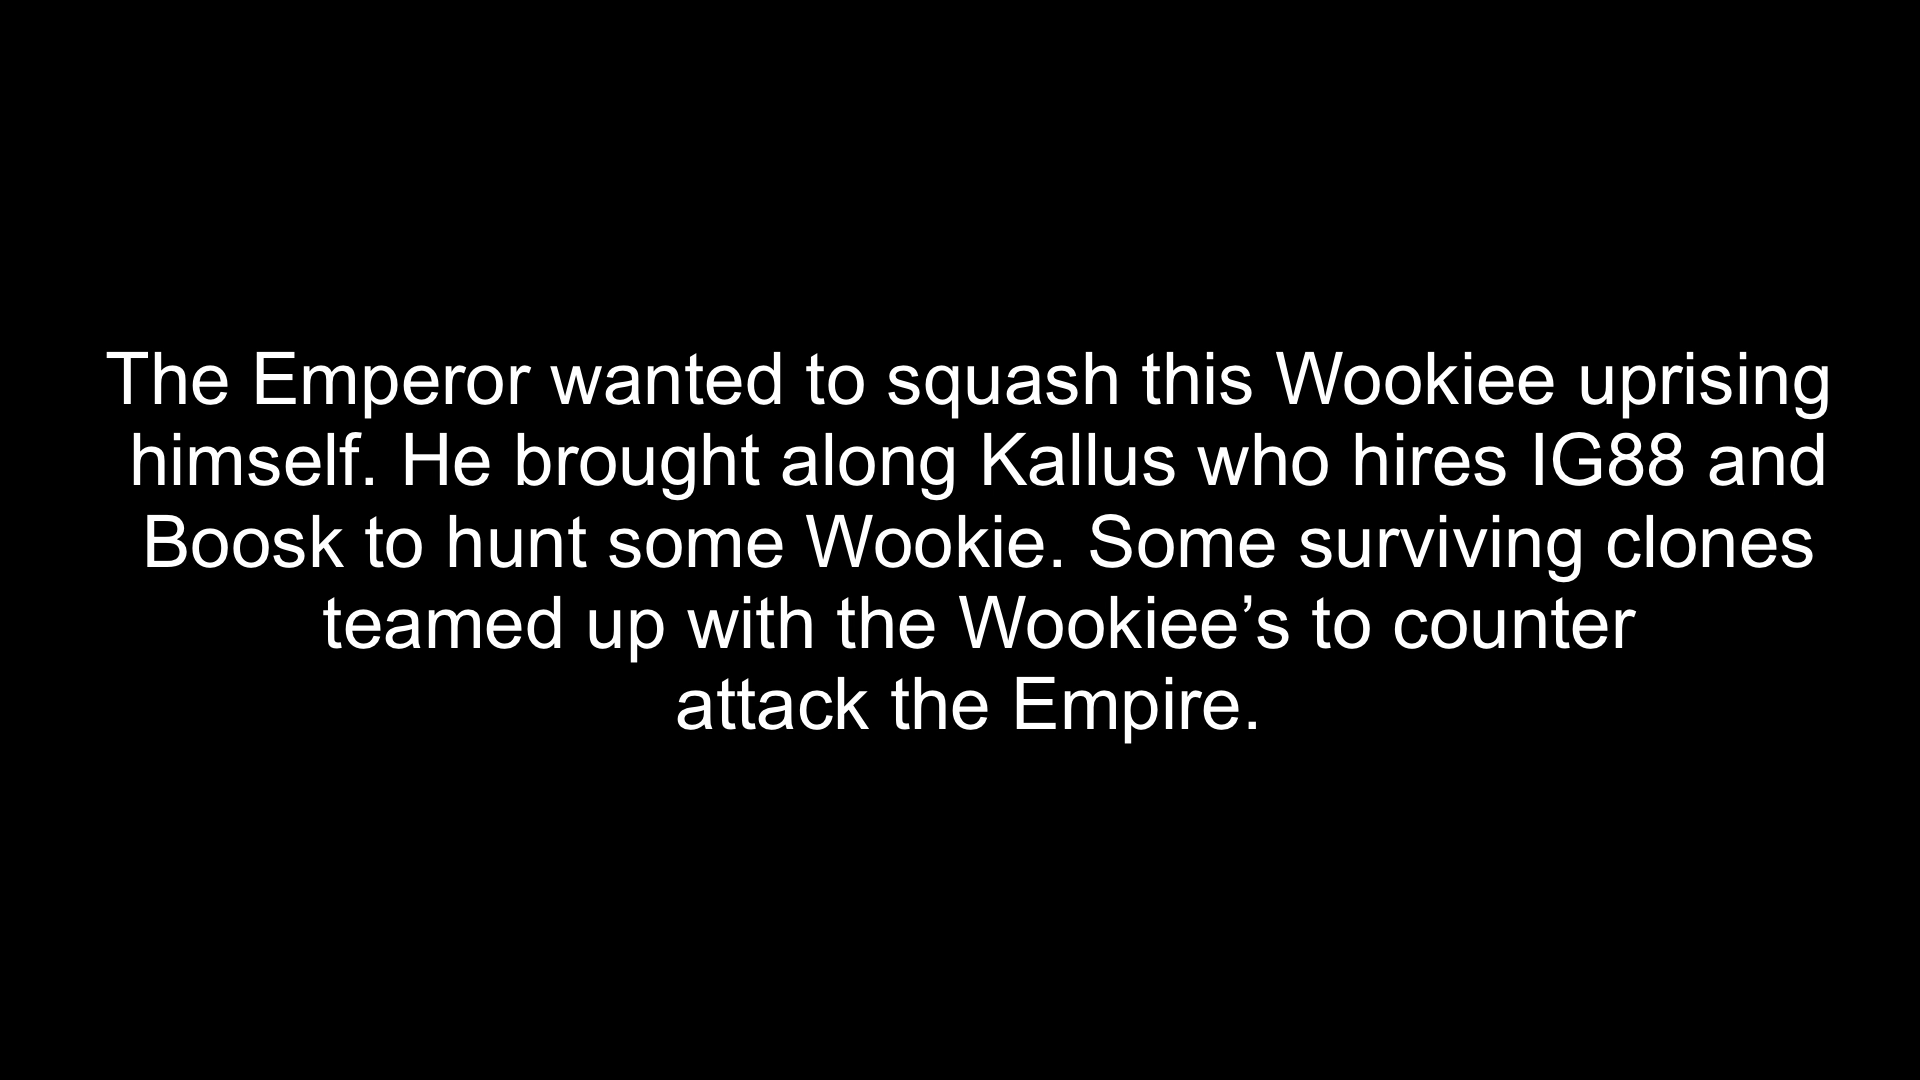 The Emperor wanted to squash this Wookiee uprising
himself. He brought along Kallus who hires IG88 and
Boosk to hunt some Wookie. Some surviving clones
teamed up with the Wookiee’s to counter
attack the Empire.